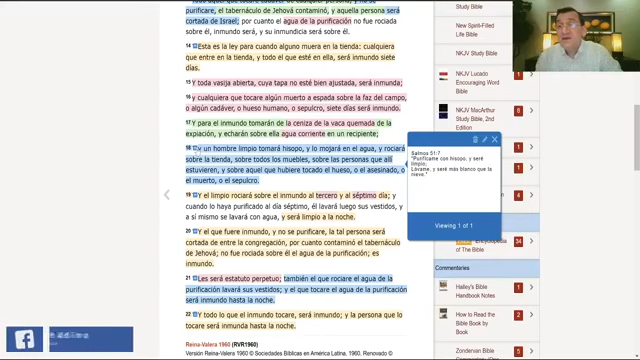 purificare, el tabernáculo de Jehová contaminó, y aquella persona será
cortada de Israel; por cuanto el agua de la purificación no fue rociada
sobre él, inmundo será, y su inmundicia será sobre él.
14 Esta es la ley para cuando alguno muera en la tienda: cualquiera
que entre en la tienda, y todo el que esté en ella, será inmundo siete
días.
15 Y toda vasija abierta, cuya tapa no esté bien ajustada, será inmunda;
16 y cualquiera que tocare algún muerto a espada sobre la faz del campo,
o algún cadáver, o hueso humano, o sepulcro, siete días será inmundo.
17 Y para el inmundo tomarán de la ceniza de la vaca quemada de la
expiación, y echarán sobre ella agua corriente en un recipiente;
18 y un hombre limpio tomará hisopo, y lo mojará en el agua, y rociará
sobre la tienda, sobre todos los muebles, sobre las personas que allí
estuvieren, y sobre aquel que hubiere tocado el hueso, o el asesinado, o
el muerto, o el sepulcro.
19 Y el limpio rociará sobre el inmundo al tercero y al séptimo día; y
cuando lo haya purificado al día séptimo, él lavará luego sus vestidos, y
a sí mismo se lavará con agua, y será limpio a la noche.
20 Y el que fuere inmundo, y no se purificare, la tal persona será
cortada de entre la congregación, por cuanto contaminó el tabernáculo
de Jehová; no fue rociada sobre él el agua de la purificación; es
inmundo.
21 Les será estatuto perpetuo; también el que rociare el agua de la
purificación lavará sus vestidos; y el que tocare el agua de la purificación
será inmundo hasta la noche.
22 Y todo lo que el inmundo tocare, será inmundo; y la persona que lo
tocare será inmunda hasta la noche.
Reina-Valera 1960 (RVR1960)
Versión Reina-Valera 1960 © Sociedades Bíblicas en América Latina, 1960. Renovado ©
Salmos 51:7
"Purifícame con hisopo, y seré
limpio;
Lávame, y seré más blanco que la
nieve."
Viewing 1 of 1
Study Bible
New Spirit-Filled
Life Bible
NKJV Study Bible
NKJV Lucado
Encouraging Word
Bible
1
NKJV MacArthur
Study Bible, 2nd
Edition
8
Encyclopedia
of The Bible
34
Commentaries
Halley's Bible
Handbook Notes
1
How to Read the
Bible Book by
Book
1
Zondervan Bible
Commentary (One